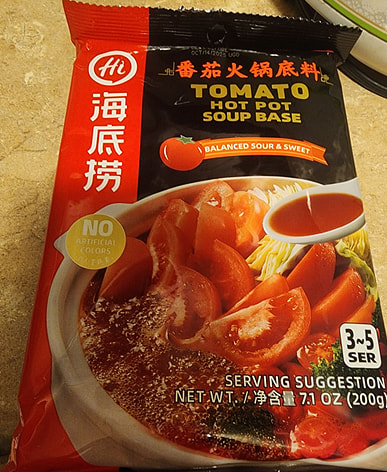 Hi
海底捞
番茄火锅底料
TOMATO
HOT POT
SOUP BASE
BALANCED SOUR & SWEET
NO
ARTIFICIAL
COLORS
3~5
SER
SERVING SUGGESTION
NET WT. / 净含量 7.1 OZ (200g)